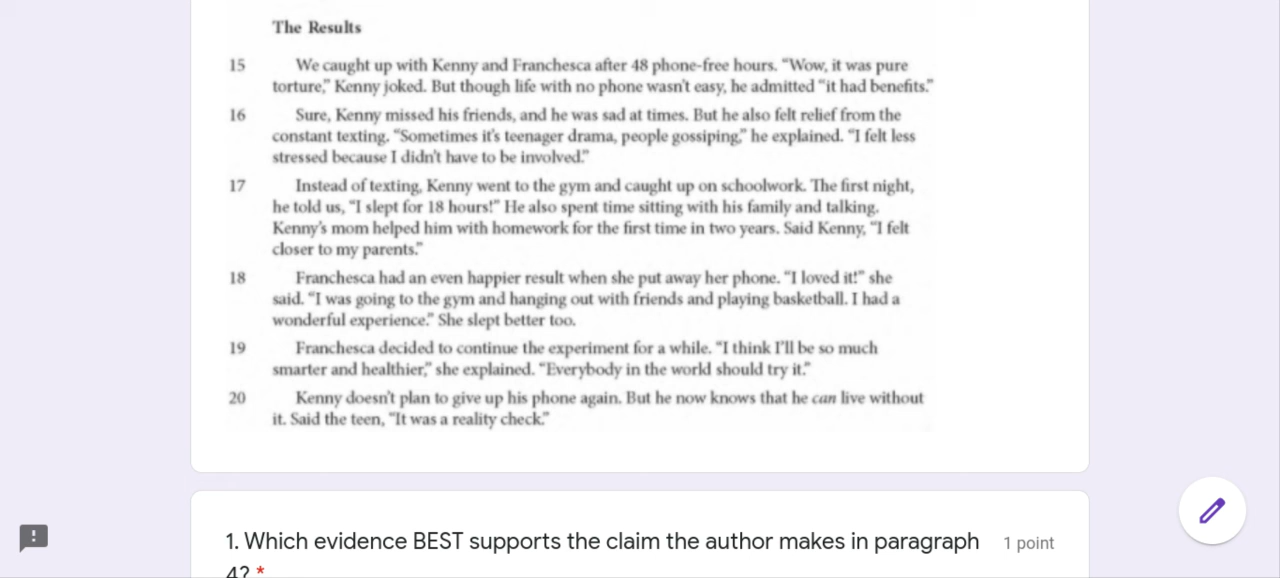 The Results
15 We caught up with Kenny and Franchesca after 48 phone-free hours. “Wow, it was pure
torture,” Kenny joked. But though life with no phone wasn’t easy, he admitted “it had benefits.”
16 Sure, Kenny missed his friends, and he was sad at times. But he also felt relief from the
constant texting. “Sometimes it’s teenager drama, people gossiping,” he explained. “I felt less
stressed because I didn’t have to be involved.”
17 Instead of texting, Kenny went to the gym and caught up on schoolwork. The first night,
he told us, “I slept for 18 hours!” He also spent time sitting with his family and talking.
Kenny’s mom helped him with homework for the first time in two years. Said Kenny, “I felt
closer to my parents.”
18 Franchesca had an even happier result when she put away her phone. “I loved it!” she
said. “I was going to the gym and hanging out with friends and playing basketball. I had a
wonderful experience.” She slept better too.
19 Franchesca decided to continue the experiment for a while. “I think I’ll be so much
smarter and healthier,” she explained. “Everybody in the world should try it.”
20 Kenny doesn’t plan to give up his phone again. But he now knows that he can live without
it. Said the teen, “It was a reality check.”
1. Which evidence BEST supports the claim the author makes in paragraph 1 point
4? *